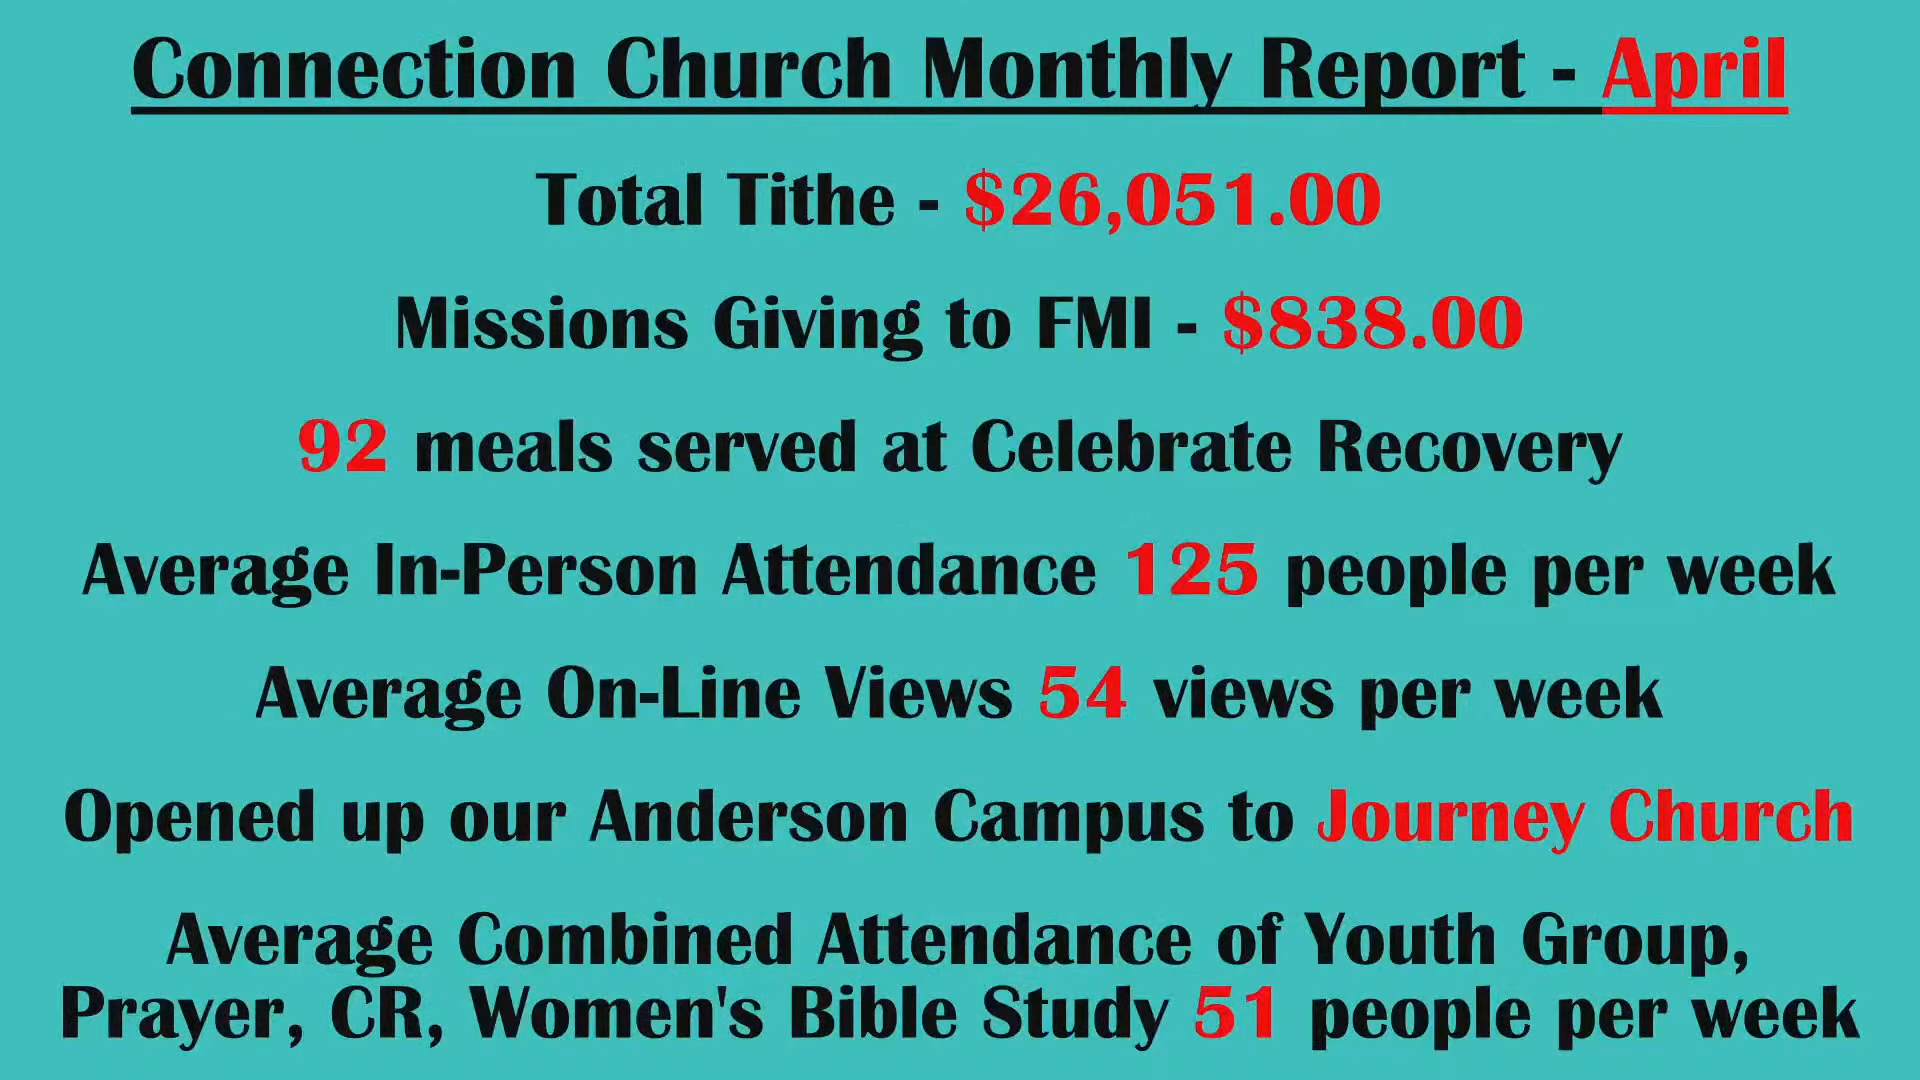 Connection Church Monthly Report - April
Total Tithe - $26,051.00
Missions Giving to FMI - $838.00
92 meals served at Celebrate Recovery
Average In-Person Attendance 125 people per week
Average On-Line Views 54 views per week
Opened up our Anderson Campus to Journey Church
Average Combined Attendance of Youth Group,
Prayer, CR, Women's Bible Study 51 people per week